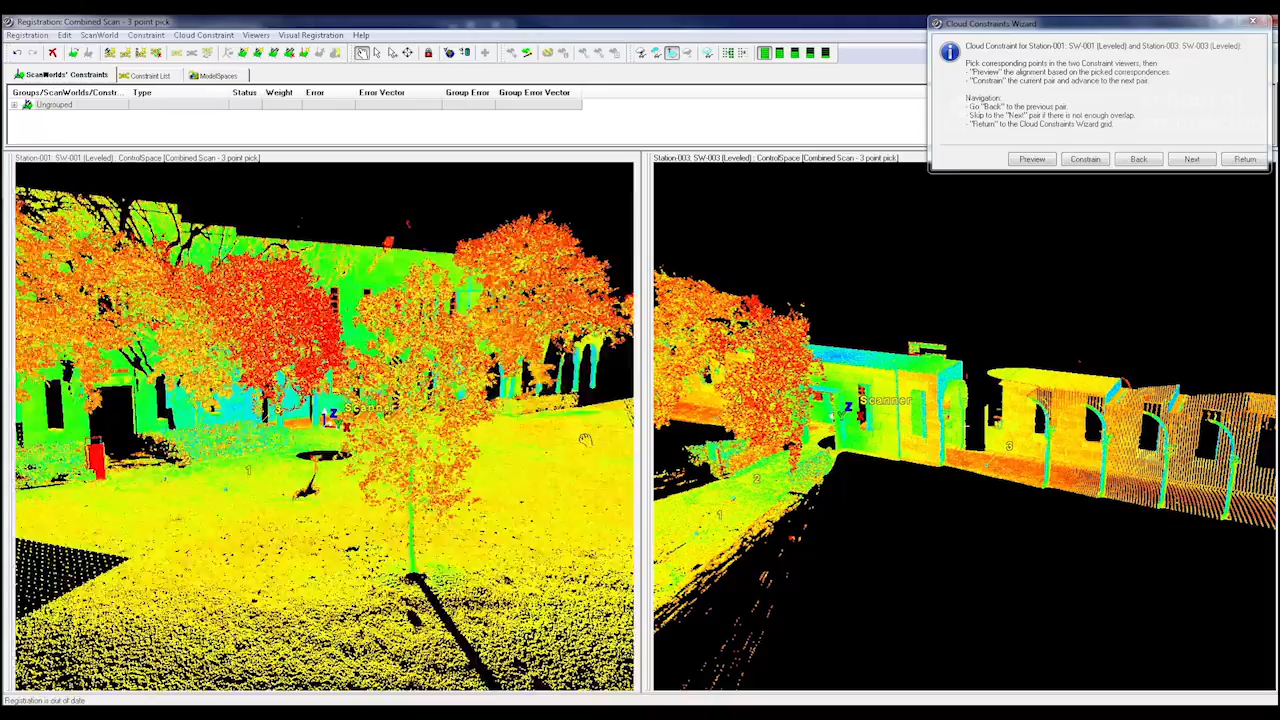 Registration: Combined Scan - 3 point pick
Registration Edit ScanWorld Constraint Cloud Constraint Viewers Visual Registration Help
ScanWorlds' Constraints Constraint List ModelSpaces
Groups/ScanWorlds/Constr... Type Status Weight Error Error Vector Group Error Group Error Vector
Ungrouped
Cloud Constraints Wizard
Cloud Constraint for Station-001: SW-001 (Leveled) and Station-003: SW-003 (Leveled):
Pick corresponding points in the two Constraint viewers, then
- "Preview" the alignment based on the picked correspondences.
- "Constrain" the current pair and advance to the next pair.
Navigation:
- Go "Back" to the previous pair.
- Skip to the "Next" pair if there is not enough overlap.
- "Return" to the Cloud Constraints Wizard grid.
Preview Constrain Back Next Return
Station-001: SW-001 (Leveled) : ControlSpace [Combined Scan - 3 point pick]
Z Scanner
X
1
Station-003: SW-003 (Leveled) : ControlSpace [Combined Scan - 3 point pick]
Z Scanner
3
2
1
Registration is out of date